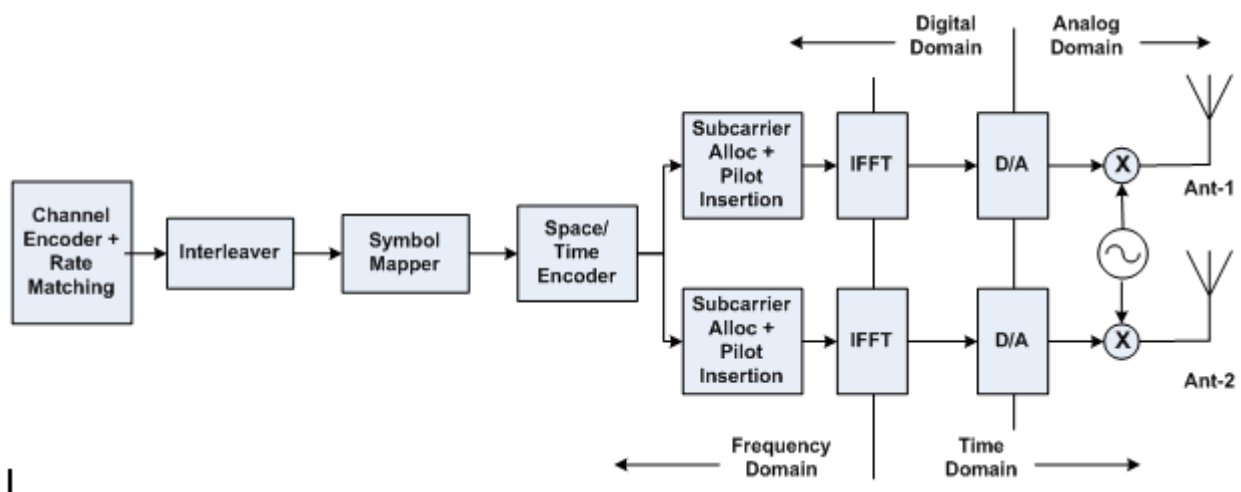 Digital
Domain
Analog
Domain
Channel
Encoder +
Rate
Matching
Interleaver
Symbol
Mapper
Space/
Time
Encoder
Subcarrier
Alloc +
Pilot
Insertion
IFFT
D/A
X
Ant-1
Subcarrier
Alloc +
Pilot
Insertion
IFFT
D/A
X
Ant-2
Frequency
Domain
Time
Domain